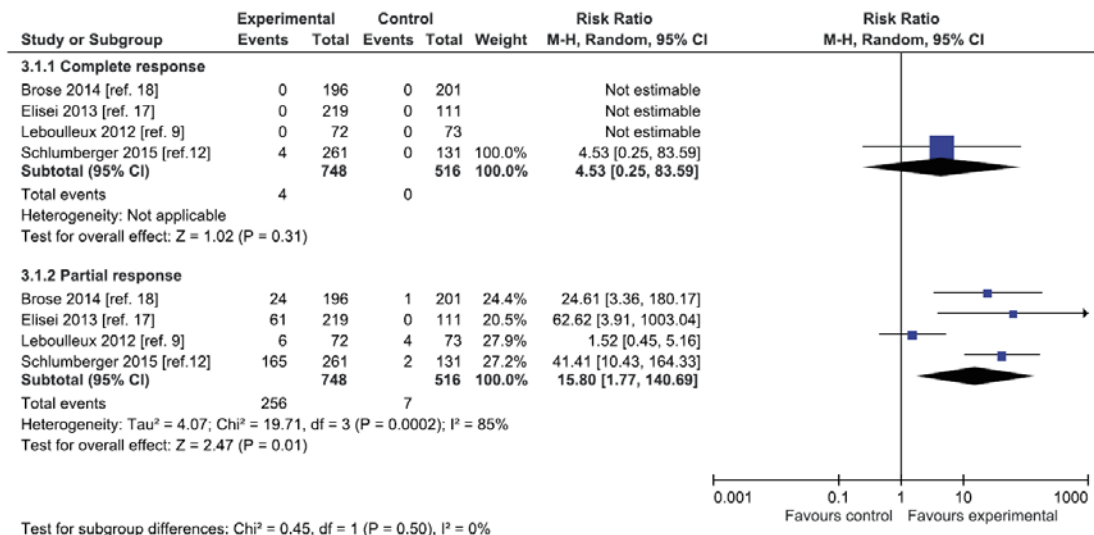 Experimental Control Risk Ratio Risk Ratio
Study or Subgroup Events Total Events Total Weight M-H, Random, 95% CI M-H, Random, 95% CI
3.1.1 Complete response
Brose 2014 [ref. 18] 0 196 0 201 Not estimable
Elisei 2013 [ref. 17] 0 219 0 111 Not estimable
Leboulleux 2012 [ref. 9] 0 72 0 73 Not estimable
Schlumberger 2015 [ref.12] 4 261 0 131 100.0% 4.53 [0.25, 83.59]
Subtotal (95% CI) 748 516 100.0% 4.53 [0.25, 83.59]
Total events 4 0
Heterogeneity: Not applicable
Test for overall effect: Z = 1.02 (P = 0.31)
3.1.2 Partial response
Brose 2014 [ref. 18] 24 196 1 201 24.4% 24.61 [3.36, 180.17]
Elisei 2013 [ref. 17] 61 219 0 111 20.5% 62.62 [3.91, 1003.04]
Leboulleux 2012 [ref. 9] 6 72 4 73 27.9% 1.52 [0.45, 5.16]
Schlumberger 2015 [ref.12] 165 261 2 131 27.2% 41.41 [10.43, 164.33]
Subtotal (95% CI) 748 516 100.0% 15.80 [1.77, 140.69]
Total events 256 7
Heterogeneity: Tau² = 4.07; Chi² = 19.71, df = 3 (P = 0.0002); I² = 85%
Test for overall effect: Z = 2.47 (P = 0.01)
0.001 0.1 1 10 1000
Favours control Favours experimental
Test for subgroup differences: Chi² = 0.45, df = 1 (P = 0.50), I² = 0%